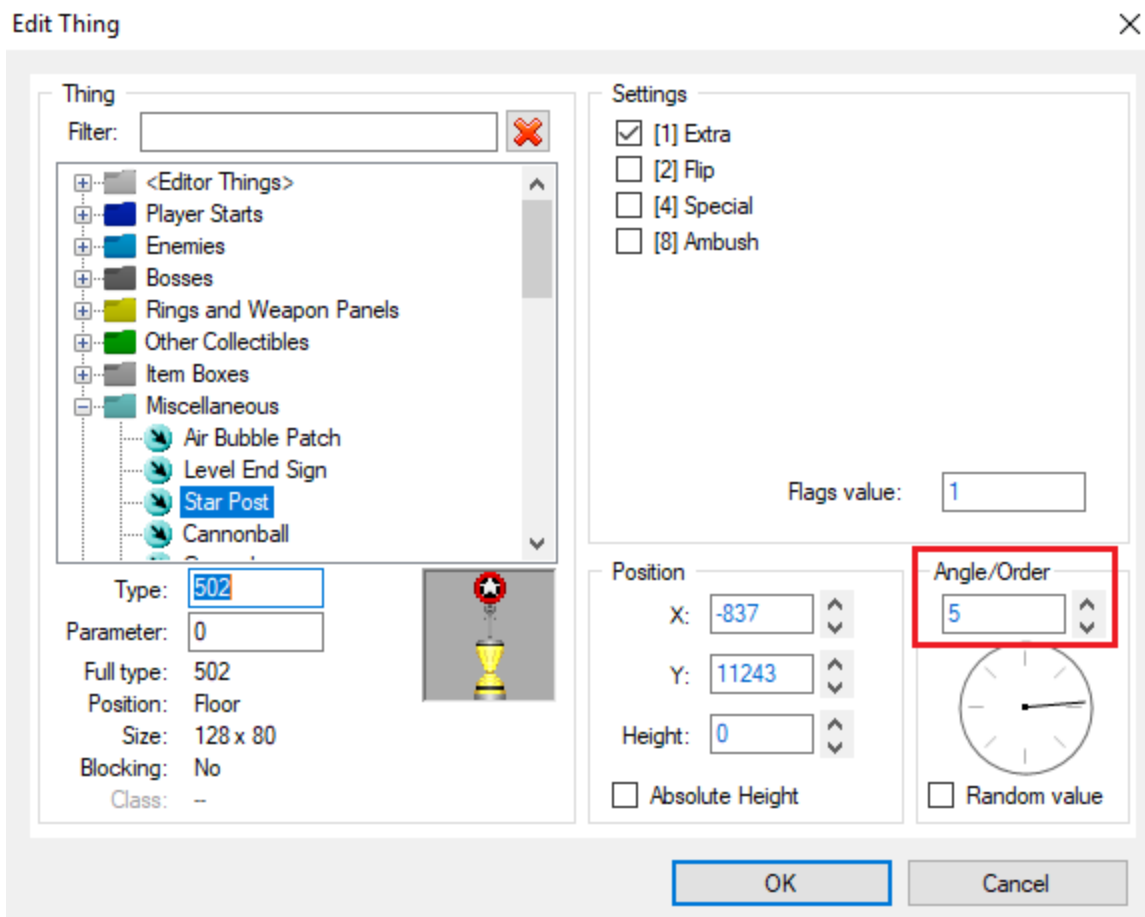 Edit Thing
Thing
Filter:
<Editor Things>
Player Starts
Enemies
Bosses
Rings and Weapon Panels
Other Collectibles
Item Boxes
Miscellaneous
Air Bubble Patch
Level End Sign
Star Post
Cannonball
Type: 502
Parameter: 0
Full type: 502
Position: Floor
Size: 128 x 80
Blocking: No
Class: --
Settings
[1] Extra
[2] Flip
[4] Special
[8] Ambush
Flags value: 1
Position
X: -837
Y: 11243
Height: 0
Absolute Height
Angle/Order
5
Random value
OK
Cancel